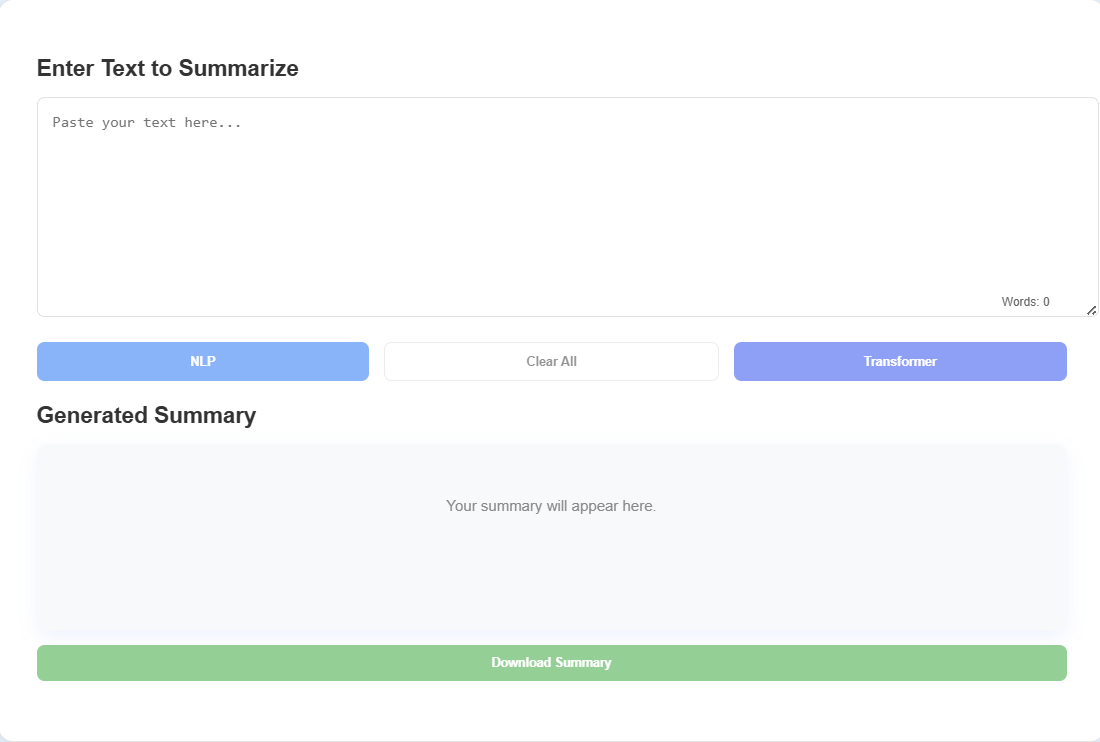 Enter Text to Summarize
Paste your text here...
Words: 0
NLP
Clear All
Transformer
Generated Summary
Your summary will appear here.
Download Summary